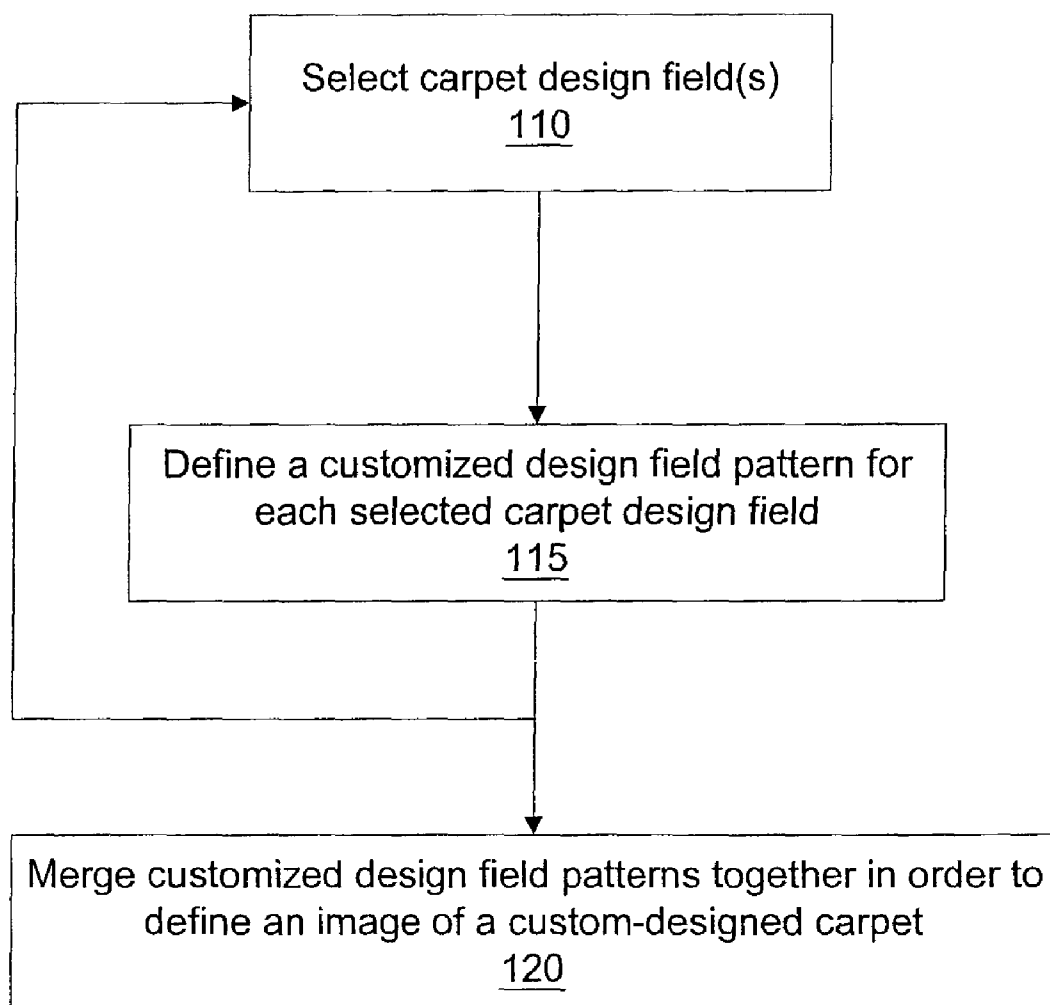 Select carpet design field(s)
110
Define a customized design field pattern for
each selected carpet design field
115
Merge customized design field patterns together in order to
define an image of a custom-designed carpet
120